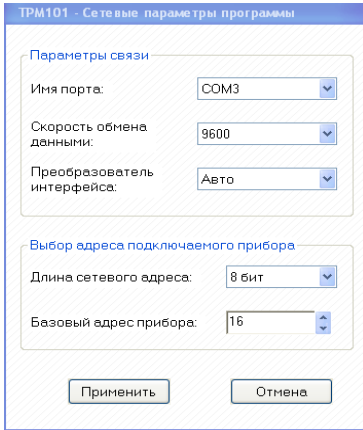 ТРМ101 - Сетевые параметры программы
Параметры связи
Имя порта:
COM3
Скорость обмена
данными:
9600
Преобразователь
интерфейса:
Авто
Выбор адреса подключаемого прибора
Длина сетевого адреса:
8 бит
Базовый адрес прибора:
16
Применить
Отмена